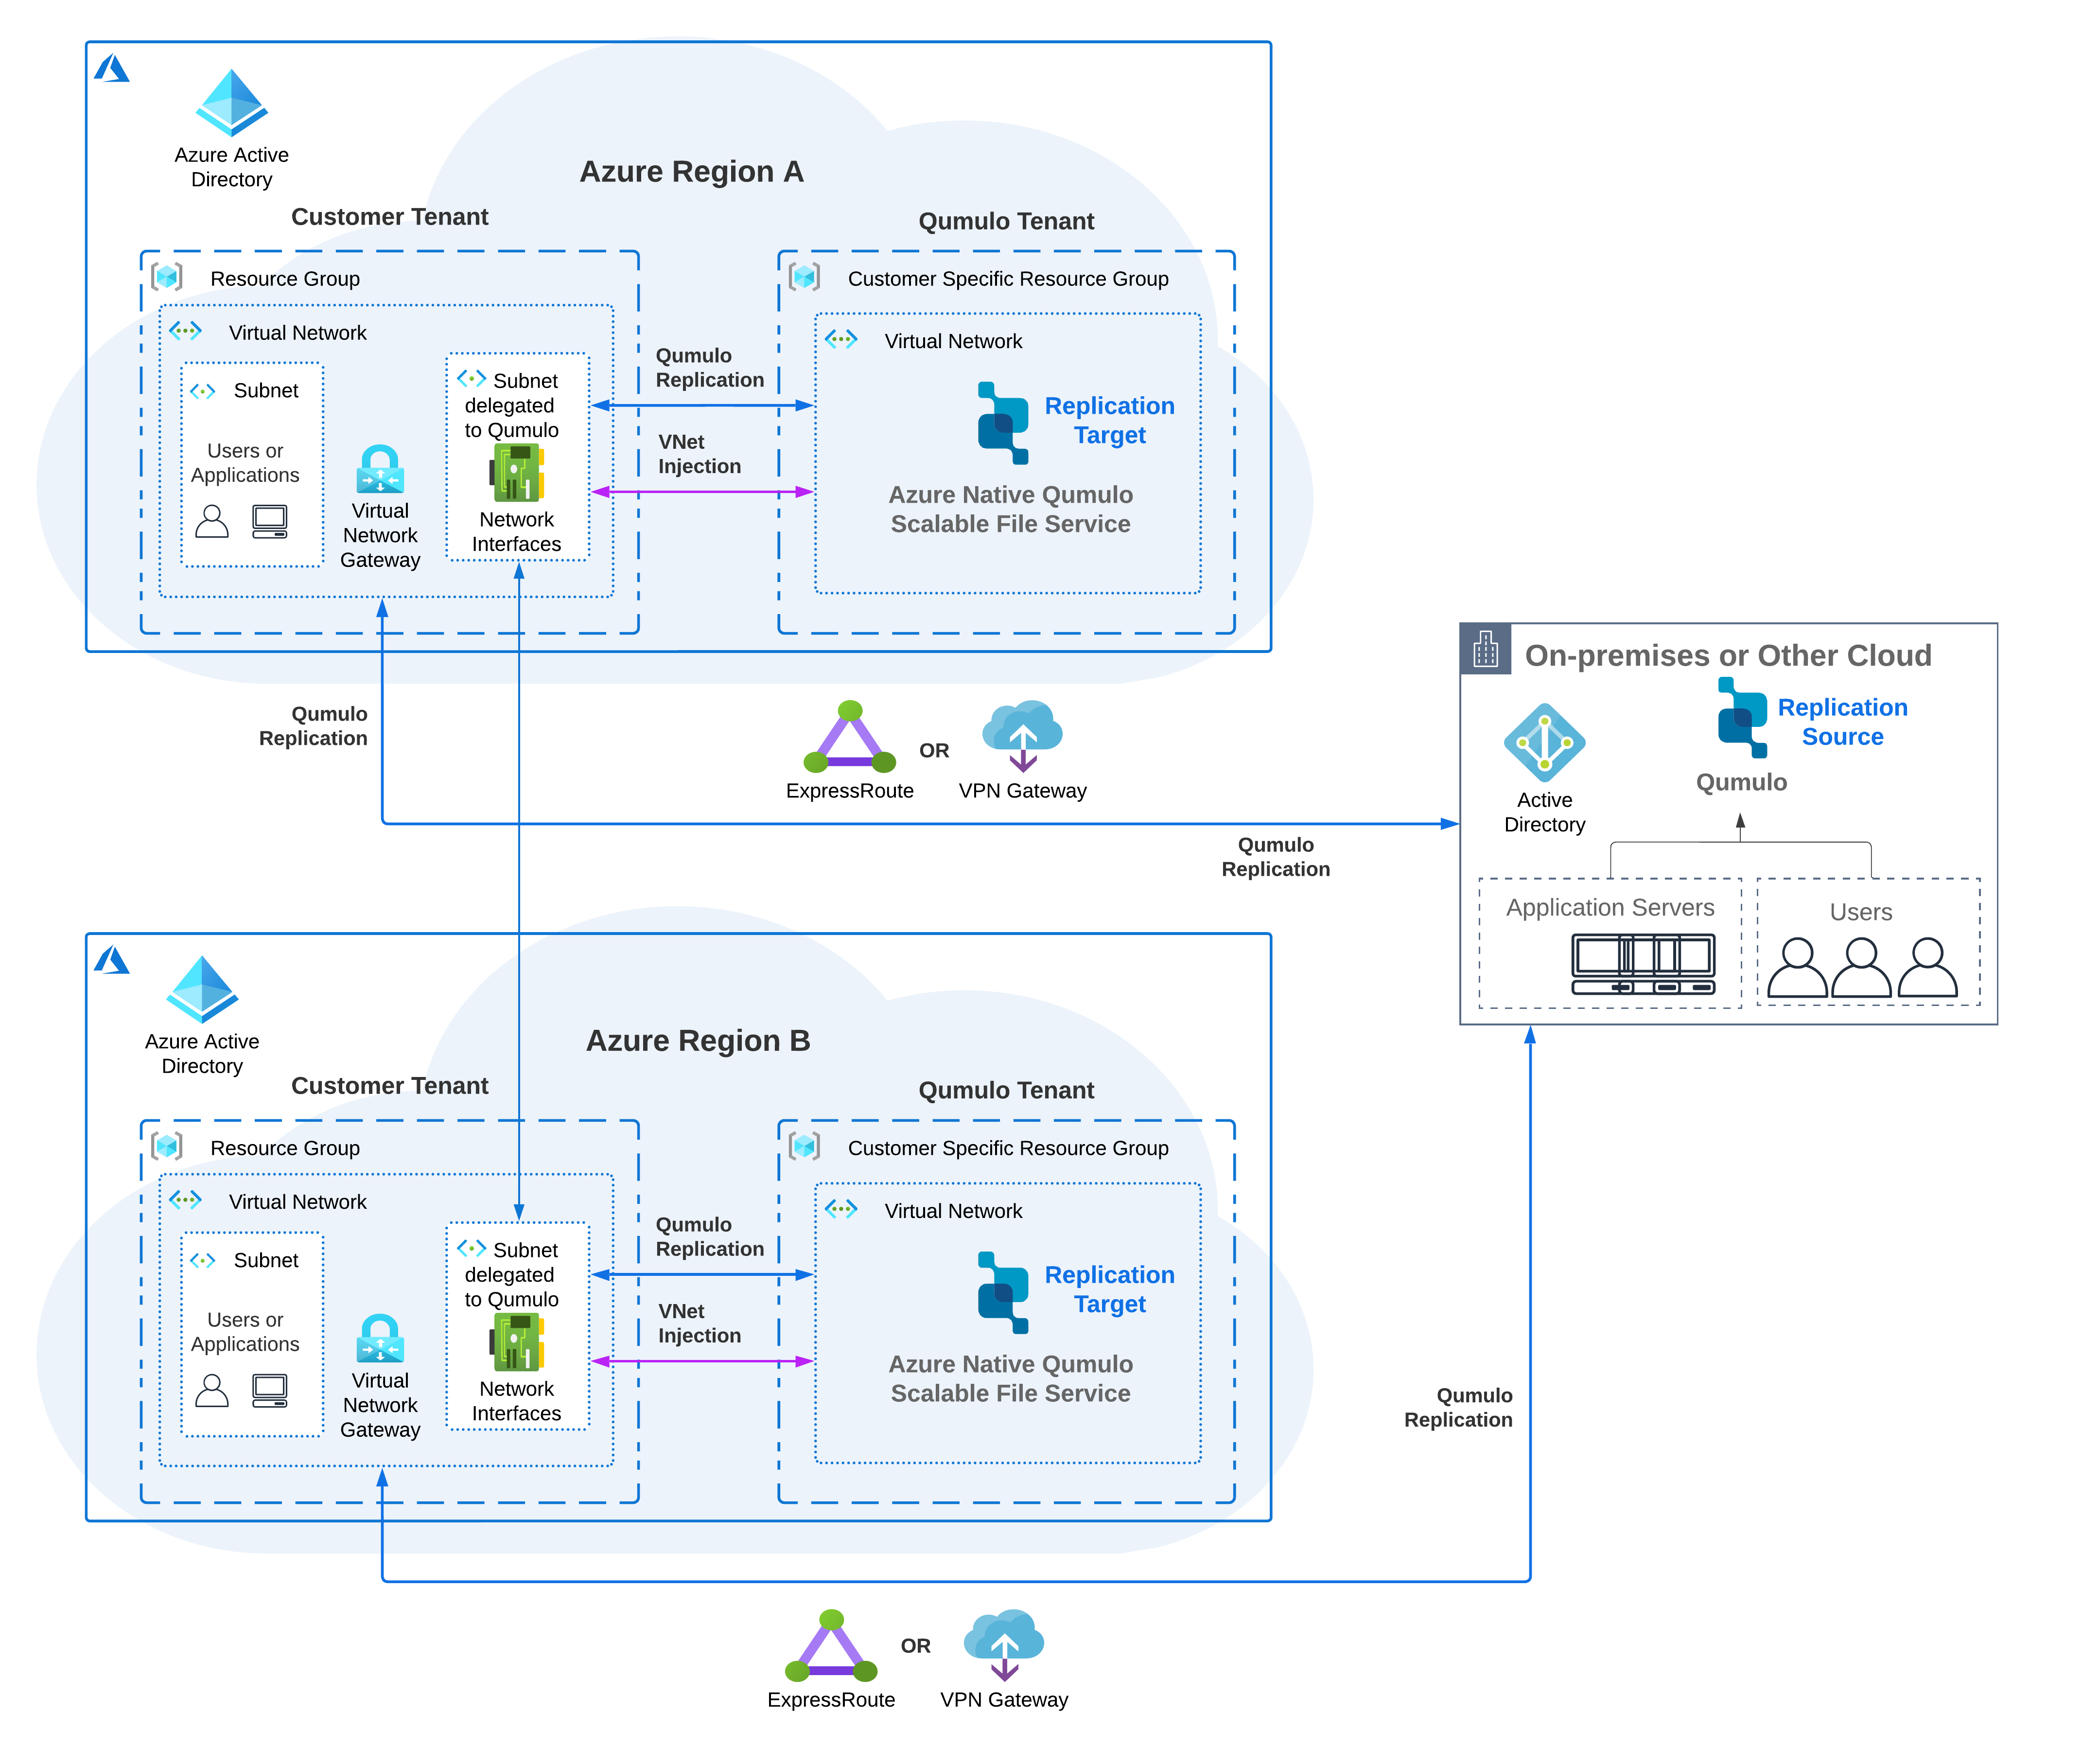 Azure Active
Directory
Azure Region A
Customer Tenant
Qumulo Tenant
Resource Group
Customer Specific Resource Group
Virtual Network
Virtual Network
Subnet
Users or
Applications
Virtual
Network
Gateway
Subnet
delegated
to Qumulo
Network
Interfaces
Qumulo
Replication
VNet
Injection
Replication
Target
Azure Native Qumulo
Scalable File Service
Qumulo
Replication
ExpressRoute
OR
VPN Gateway
Qumulo
Replication
On-premises or Other Cloud
Active
Directory
Replication
Source
Qumulo
Application Servers
Users
Azure Active
Directory
Azure Region B
Customer Tenant
Qumulo Tenant
Resource Group
Customer Specific Resource Group
Virtual Network
Virtual Network
Subnet
Users or
Applications
Virtual
Network
Gateway
Subnet
delegated
to Qumulo
Network
Interfaces
Qumulo
Replication
VNet
Injection
Replication
Target
Azure Native Qumulo
Scalable File Service
Qumulo
Replication
ExpressRoute
OR
VPN Gateway